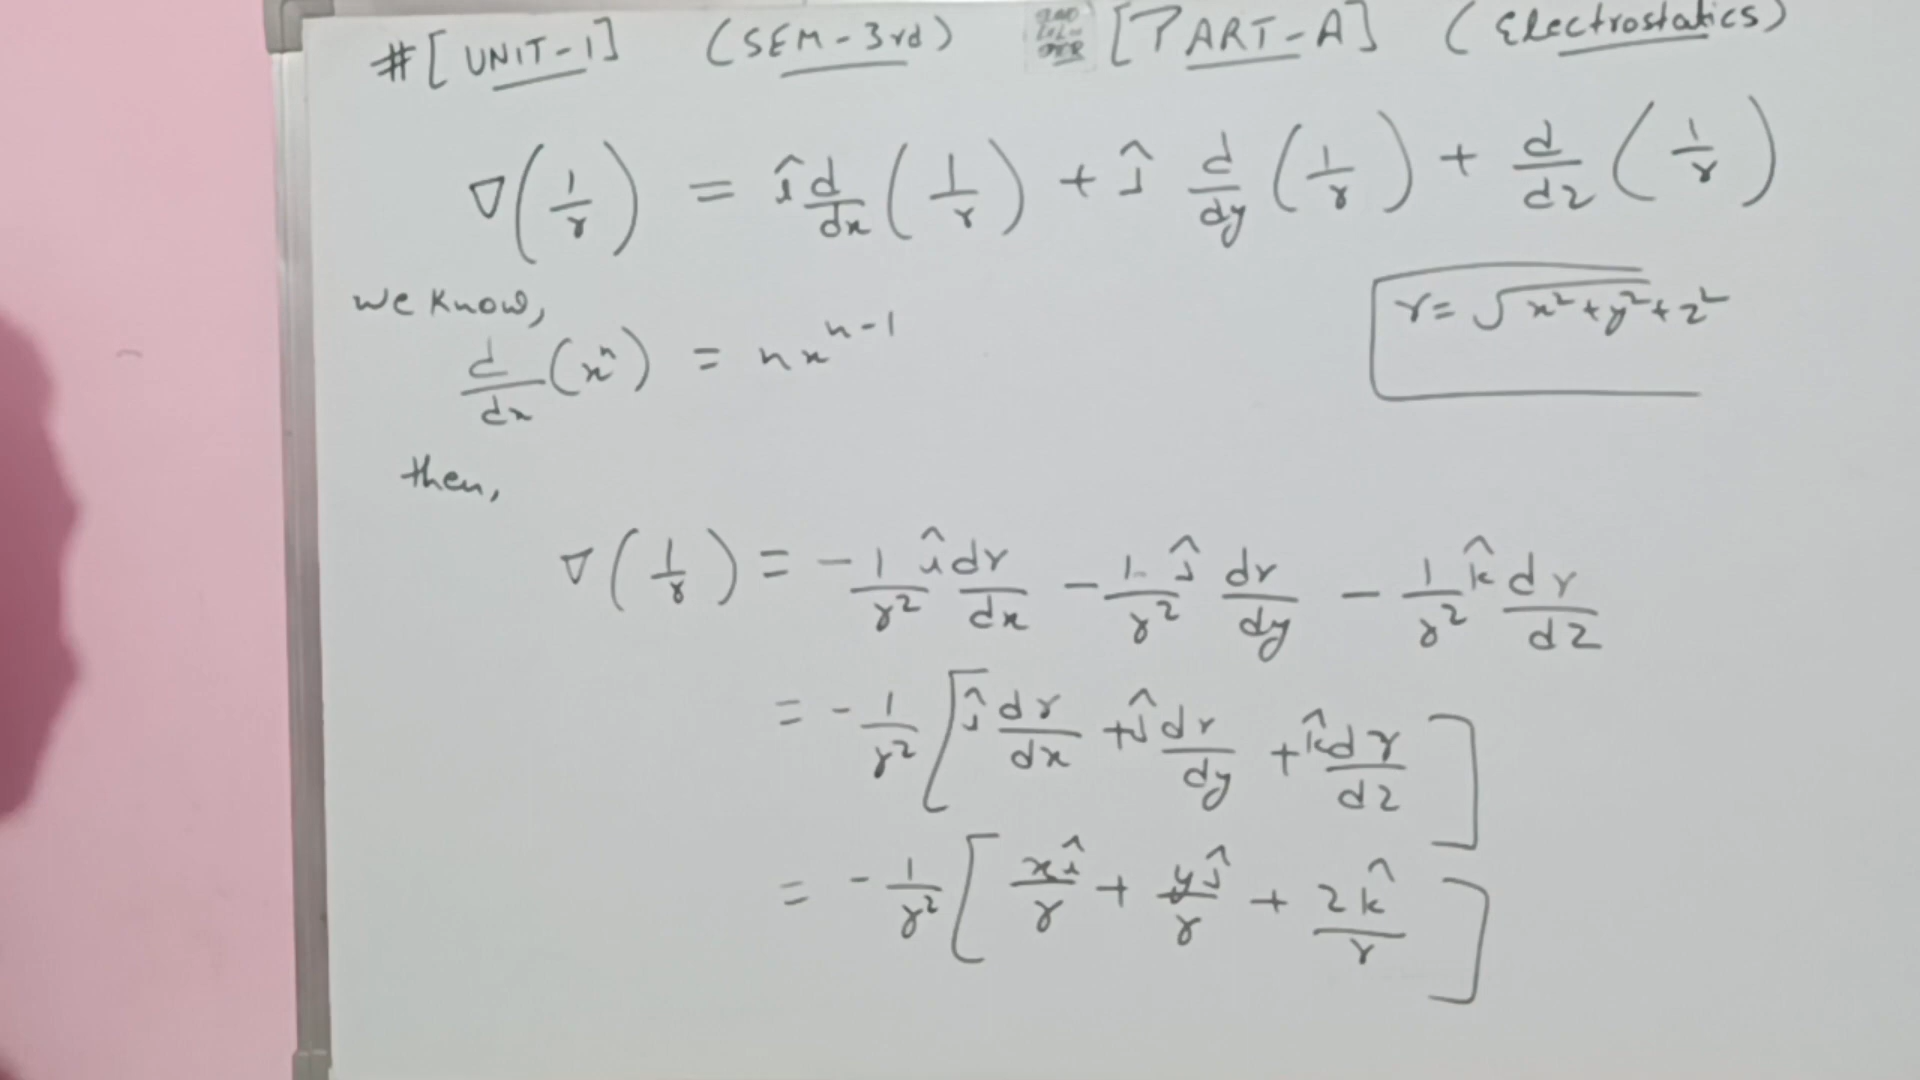 #[UNIT-1] (SEM-3rd) [PART-A] (Electrostatics)
∇(1/r) = î d/dx (1/r) + ĵ d/dy (1/r) + d/dz (1/r)
we know,
r = √x²+y²+z²
d/dx (xⁿ) = n xⁿ⁻¹
then,
∇(1/r) = -1/r² î dr/dx - 1/r² ĵ dr/dy - 1/r² k̂ dr/dz
= -1/r² [ĵ dr/dx + ĵ dr/dy + k̂ dr/dz]
= -1/r² [xî/r + yĵ/r + zk̂/r]